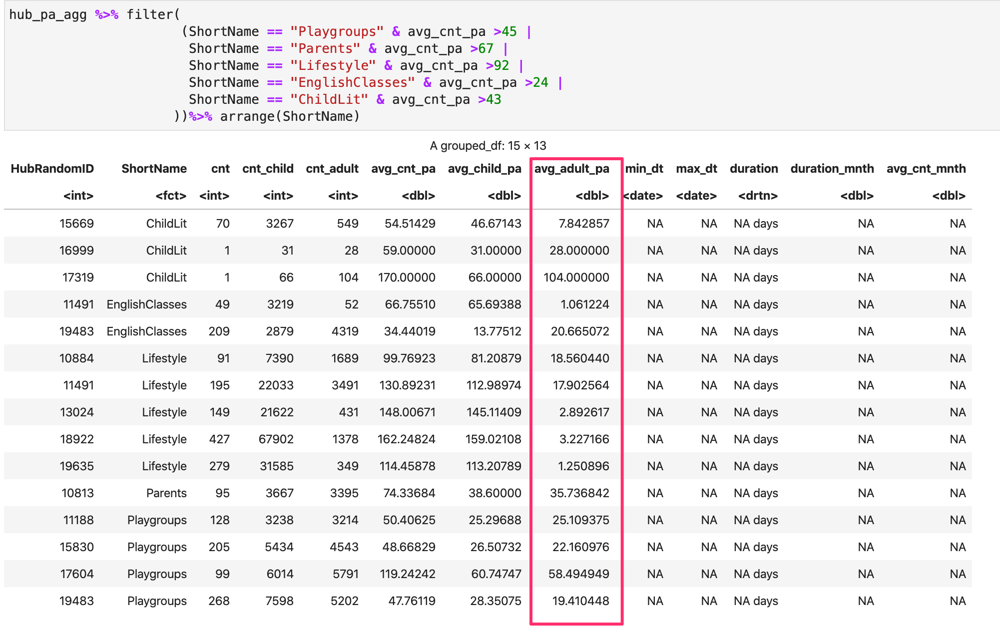 hub_pa_agg %>% filter(
(ShortName == "Playgroups" & avg_cnt_pa >45 |
ShortName == "Parents" & avg_cnt_pa >67 |
ShortName == "Lifestyle" & avg_cnt_pa >92 |
ShortName == "EnglishClasses" & avg_cnt_pa >24 |
ShortName == "ChildLit" & avg_cnt_pa >43
))%>% arrange(ShortName)
A grouped_df: 15 × 13
HubRandomID ShortName cnt cnt_child cnt_adult avg_cnt_pa avg_child_pa avg_adult_pa min_dt max_dt duration duration_mnth avg_cnt_mnth
<int> <fct> <int> <int> <int> <dbl> <dbl> <dbl> <date> <date> <drtn> <dbl> <dbl>
15669 ChildLit 70 3267 549 54.51429 46.67143 7.842857 NA NA NA days NA NA
16999 ChildLit 1 31 28 59.00000 31.00000 28.000000 NA NA NA days NA NA
17319 ChildLit 1 66 104 170.00000 66.00000 104.000000 NA NA NA days NA NA
11491 EnglishClasses 49 3219 52 66.75510 65.69388 1.061224 NA NA NA days NA NA
19483 EnglishClasses 209 2879 4319 34.44019 13.77512 20.665072 NA NA NA days NA NA
10884 Lifestyle 91 7390 1689 99.76923 81.20879 18.560440 NA NA NA days NA NA
11491 Lifestyle 195 22033 3491 130.89231 112.98974 17.902564 NA NA NA days NA NA
13024 Lifestyle 149 21622 431 148.00671 145.11409 2.892617 NA NA NA days NA NA
18922 Lifestyle 427 67902 1378 162.24824 159.02108 3.227166 NA NA NA days NA NA
19635 Lifestyle 279 31585 349 114.45878 113.20789 1.250896 NA NA NA days NA NA
10813 Parents 95 3667 3395 74.33684 38.60000 35.736842 NA NA NA days NA NA
11188 Playgroups 128 3238 3214 50.40625 25.29688 25.109375 NA NA NA days NA NA
15830 Playgroups 205 5434 4543 48.66829 26.50732 22.160976 NA NA NA days NA NA
17604 Playgroups 99 6014 5791 119.24242 60.74747 58.494949 NA NA NA days NA NA
19483 Playgroups 268 7598 5202 47.76119 28.35075 19.410448 NA NA NA days NA NA